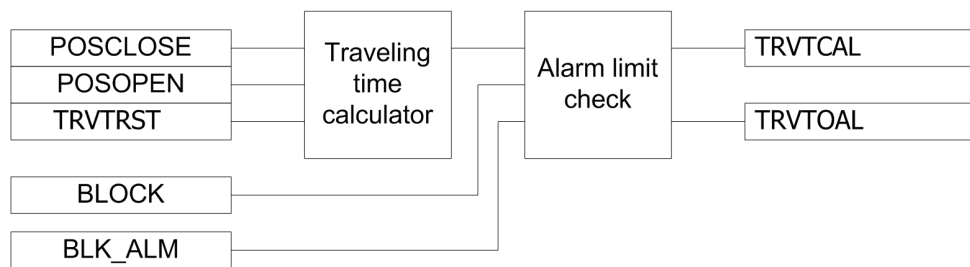 POSCLOSE
POSOPEN
TRVTRST
BLOCK
BLK_ALM
Traveling
time
calculator
Alarm limit
check
TRVTCAL
TRVTOAL